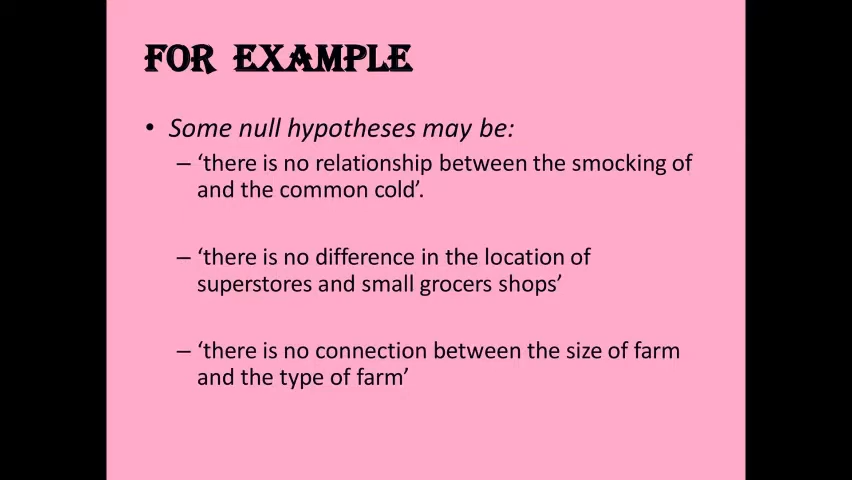 FOR EXAMPLE
• Some null hypotheses may be:
– ‘there is no relationship between the smocking of
and the common cold’.
– ‘there is no difference in the location of
superstores and small grocers shops’
– ‘there is no connection between the size of farm
and the type of farm’